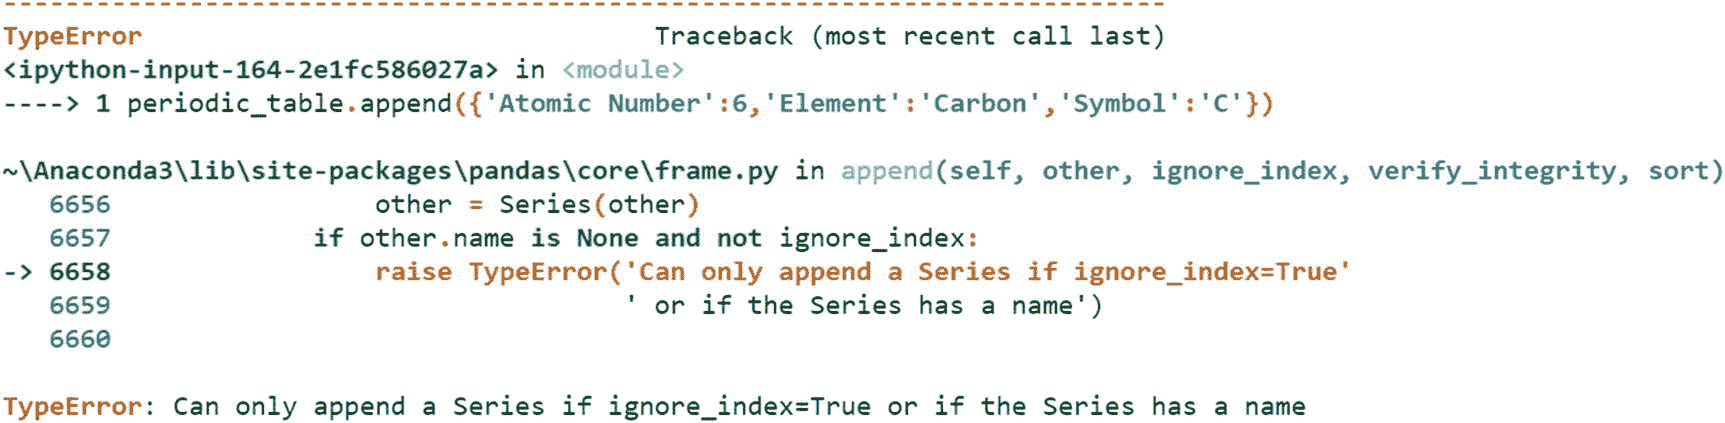 ---------------------------------------------------------------------------
TypeError                                 Traceback (most recent call last)
<ipython-input-164-2e1fc586027a> in <module>
----> 1 periodic_table.append({'Atomic Number':6,'Element':'Carbon','Symbol':'C'})
~\Anaconda3\lib\site-packages\pandas\core\frame.py in append(self, other, ignore_index, verify_integrity, sort)
   6656                 other = Series(other)
   6657             if other.name is None and not ignore_index:
-> 6658                 raise TypeError('Can only append a Series if ignore_index=True'
   6659                                 ' or if the Series has a name')
   6660
TypeError: Can only append a Series if ignore_index=True or if the Series has a name